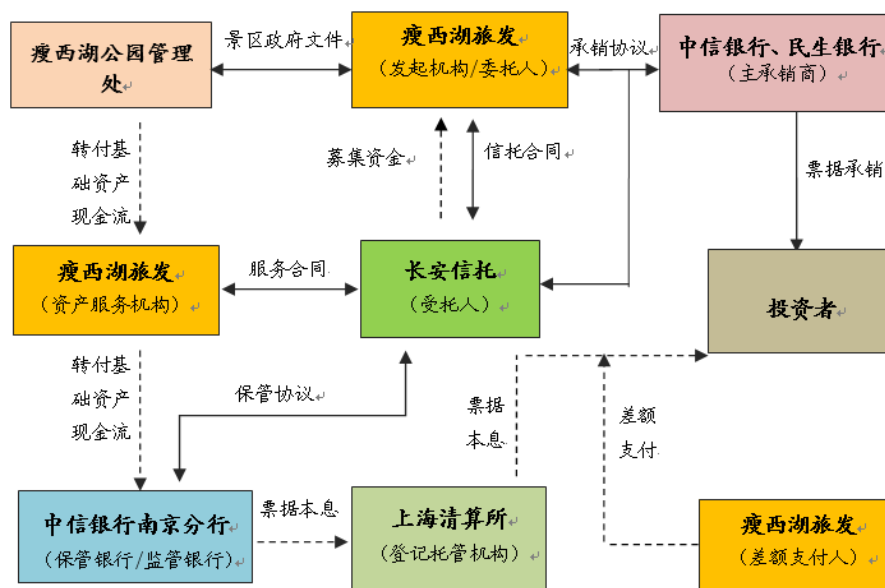 瘦西湖公园管理
处
景区政府文件
瘦西湖旅发
（发起机构/委托人）
承销协议
中信银行、民生银行
（主承销商）
转付基
础资产
现金流
募集资金
信托合同
票据承销
瘦西湖旅发
（资产服务机构）
服务合同
长安信托
（受托人）
投资者
转付基
础资产
现金流
保管协议
票据
本息
差额
支付
中信银行南京分行
（保管银行/监管银行）
票据本息
上海清算所
（登记托管机构）
瘦西湖旅发
（差额支付人）